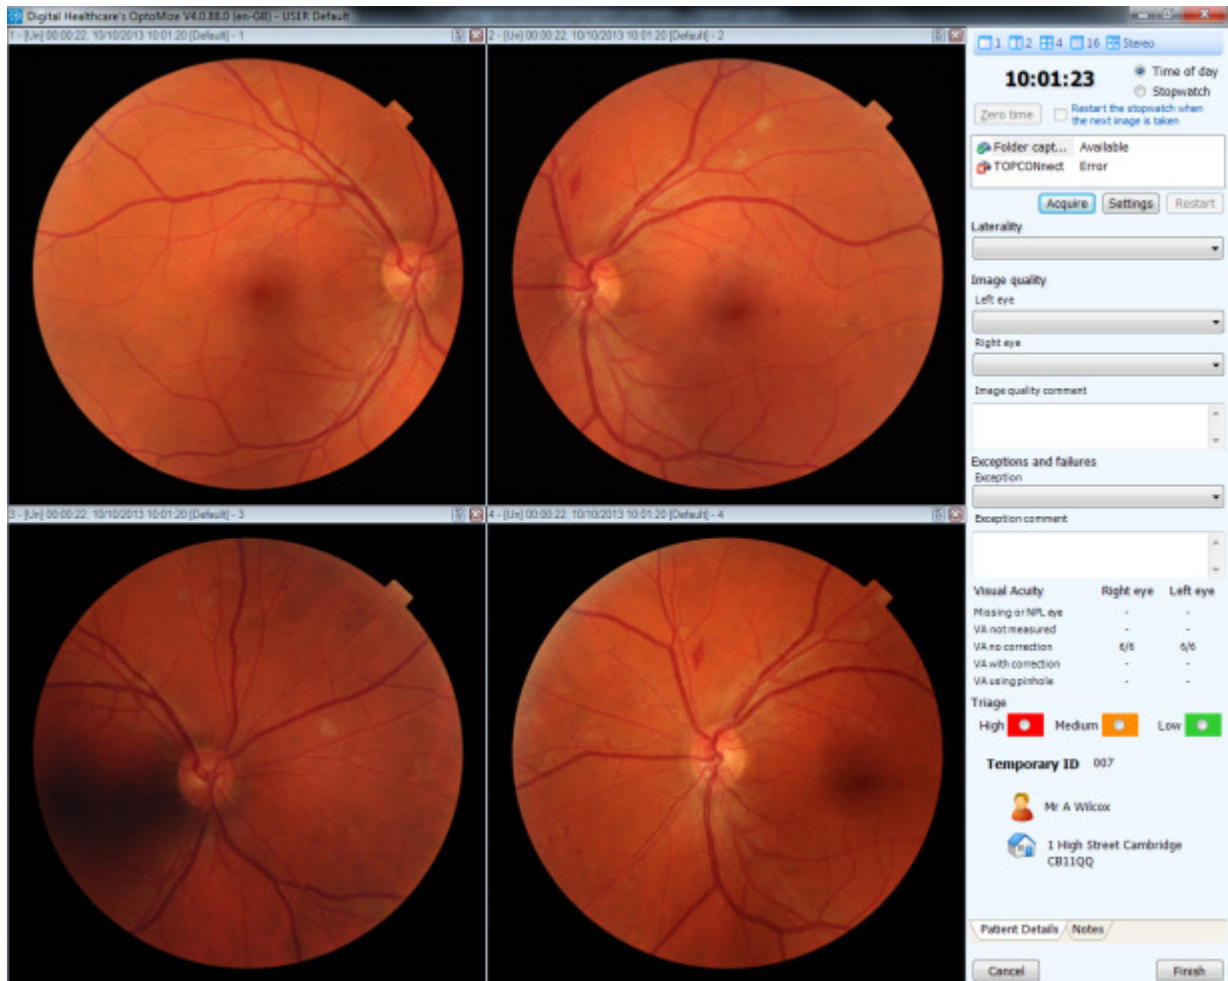 Digital Healthcare's OptoMize V4.0.88.0 (en-GB) - USER Default
1 - [Un] 00:00:22, 10/10/2013 10:01:20 [Default] - 1
2 - [Un] 00:00:22, 10/10/2013 10:01:20 [Default] - 2
1 2 4 16 Stereo
10:01:23
Time of day
Stopwatch
Zero time
Restart the stopwatch when
the next image is taken
Folder capt... Available
TOPCONnect Error
Acquire Settings Restart
Laterality
Image quality
Left eye
Right eye
Image quality comment
Exceptions and failures
Exception
3 - [Un] 00:00:22, 10/10/2013 10:01:20 [Default] - 3
4 - [Un] 00:00:22, 10/10/2013 10:01:20 [Default] - 4
Exception comment
Visual Acuity Right eye Left eye
Missing or NPL eye - -
VA not measured - -
VA no correction 6/6 6/6
VA with correction - -
VA using pinhole - -
Triage
High Medium Low
Temporary ID 007
Mr A Wilcox
1 High Street Cambridge
CB11QQ
Patient Details Notes
Cancel Finish